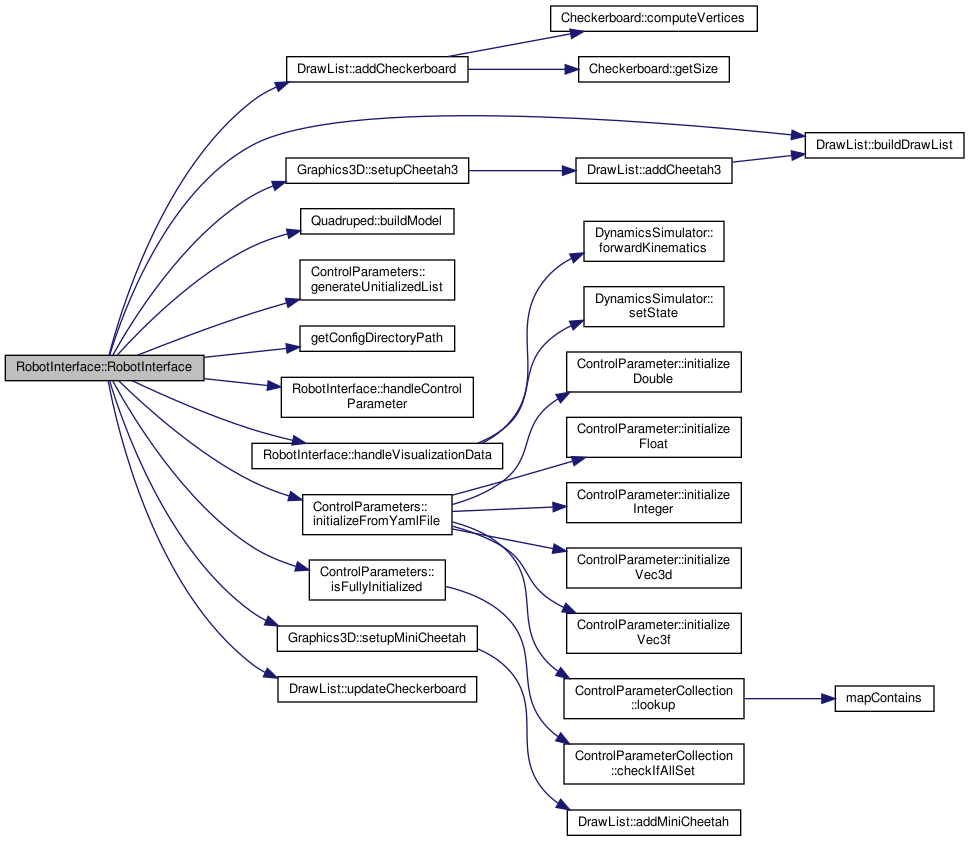 Checkerboard::computeVertices
DrawList::addCheckerboard
Checkerboard::getSize
DrawList::buildDrawList
Graphics3D::setupCheetah3
DrawList::addCheetah3
Quadruped::buildModel
DynamicsSimulator::
forwardKinematics
ControlParameters::
generateUnitializedList
DynamicsSimulator::
setState
getConfigDirectoryPath
RobotInterface::RobotInterface
ControlParameter::initialize
Double
RobotInterface::handleControl
Parameter
ControlParameter::initialize
Float
RobotInterface::handleVisualizationData
ControlParameter::initialize
Integer
ControlParameters::
initializeFromYamlFile
ControlParameter::initialize
Vec3d
ControlParameters::
isFullyInitialized
ControlParameter::initialize
Vec3f
Graphics3D::setupMiniCheetah
DrawList::updateCheckerboard
ControlParameterCollection
::lookup
mapContains
ControlParameterCollection
::checkIfAllSet
DrawList::addMiniCheetah